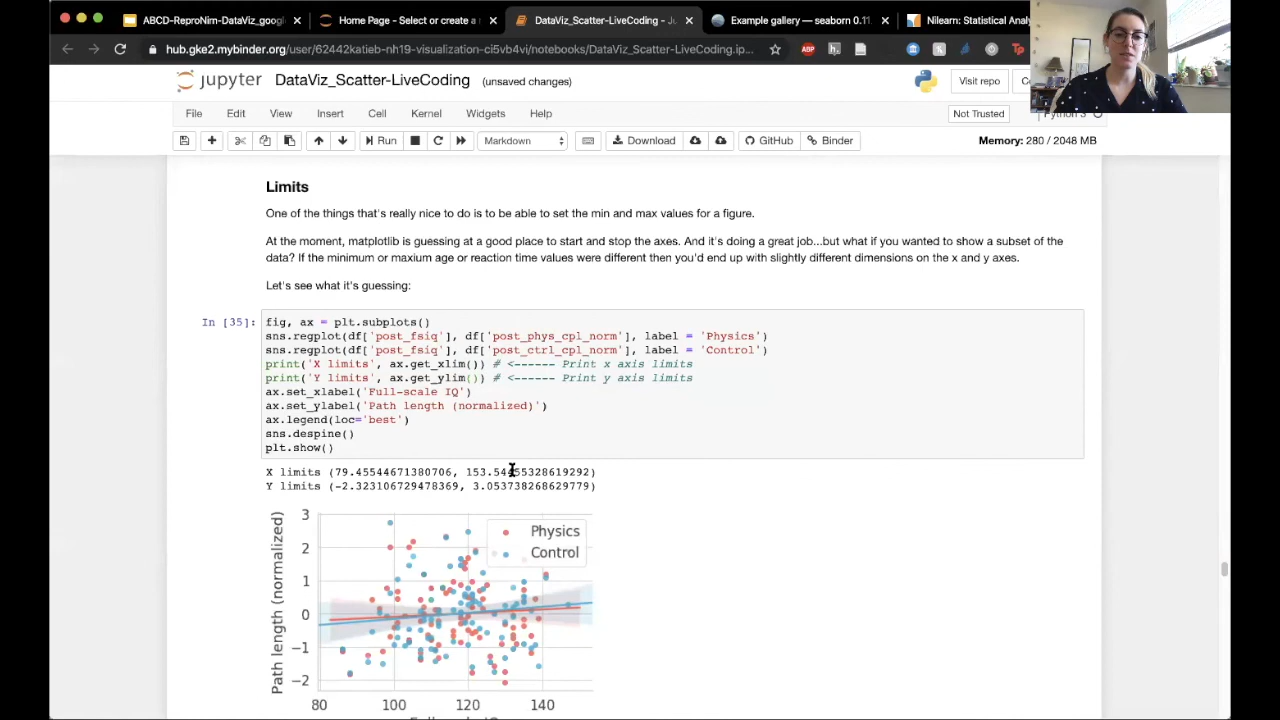 ABCD-ReproNim-DataViz_goog
Home Page - Select or create a
DataViz_Scatter-LiveCoding -
Example gallery — seaborn 0.11.
Nilearn: Statistical Anal
hub.gke2.mybinder.org/user/62442katieb-nh19-visualization-ci5vb4vi/notebooks/DataViz_Scatter-LiveCoding.ip...
jupyter DataViz_Scatter-LiveCoding (unsaved changes)
Visit repo
File Edit View Insert Cell Kernel Widgets Help
Not Trusted
Python 3
Run Markdown Download GitHub Binder Memory: 280 / 2048 MB
Limits
One of the things that's really nice to do is to be able to set the min and max values for a figure.
At the moment, matplotlib is guessing at a good place to start and stop the axes. And it's doing a great job...but what if you wanted to show a subset of the
data? If the minimum or maxium age or reaction time values were different then you'd end up with slightly different dimensions on the x and y axes.
Let's see what it's guessing:
In [35]:
fig, ax = plt.subplots()
sns.regplot(df['post_fsiq'], df['post_phys_cpl_norm'], label = 'Physics')
sns.regplot(df['post_fsiq'], df['post_ctrl_cpl_norm'], label = 'Control')
print('X limits', ax.get_xlim()) # <------ Print x axis limits
print('Y limits', ax.get_ylim()) # <------ Print y axis limits
ax.set_xlabel('Full-scale IQ')
ax.set_ylabel('Path length (normalized)')
ax.legend(loc='best')
sns.despine()
plt.show()
X limits (79.45544671380706, 153.54455328619292)
Y limits (-2.323106729478369, 3.053738268629779)
Path length (normalized)
3
2
1
0
−1
−2
Physics
Control
80 100 120 140